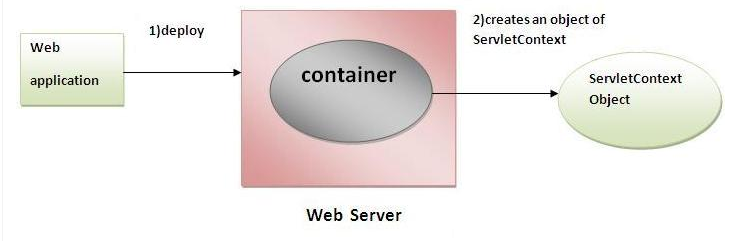 Web
application
1)deploy
container
Web Server
2)creates an object of
ServletContext
ServletContext
Object